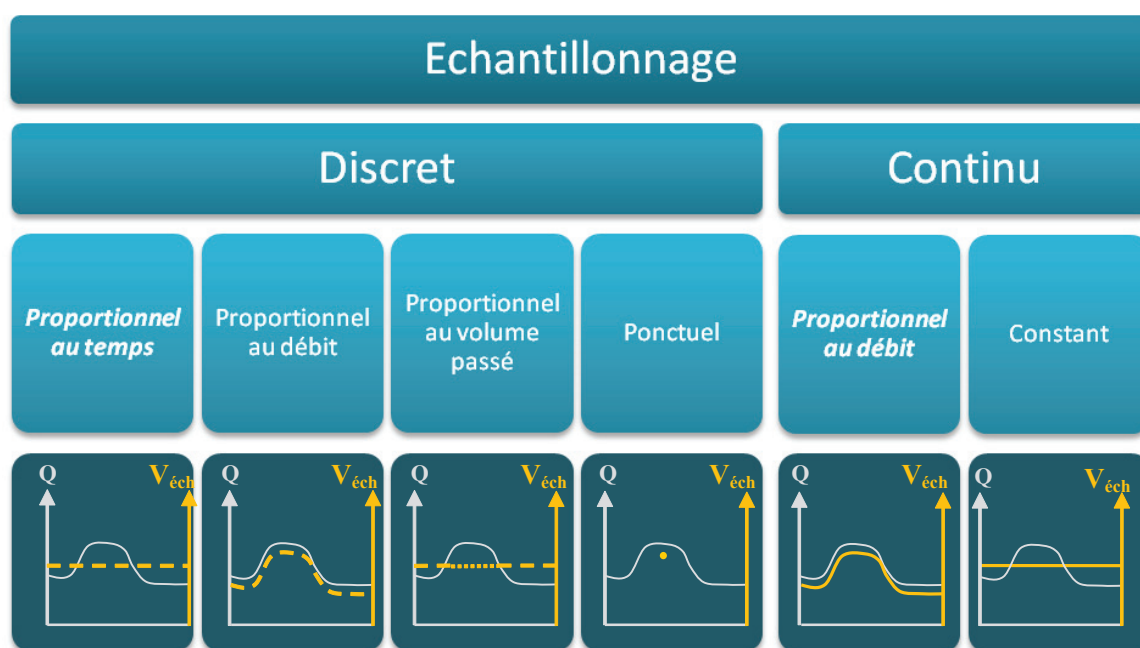 Echantillonnage
Discret
Continu
Proportionnel
au temps
Proportionnel
au débit
Proportionnel
au volume
passé
Ponctuel
Proportionnel
au débit
Constant
Q
Véch
Q
Véch
Q
Véch
Q
Véch
Q
Véch
Q
Véch